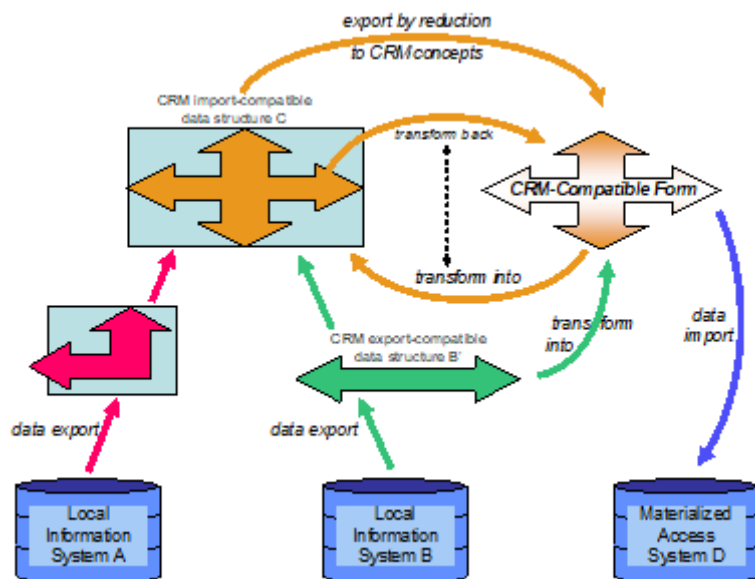 export by reduction
to CRM concepts
CRM import-compatible
data structure C
transform back
CRM-Compatible Form
transform into
CRM export-compatible
data structure B'
transform
into
data
import
data export
data export
Local
Information
System A
Local
Information
System B
Materialized
Access
System D